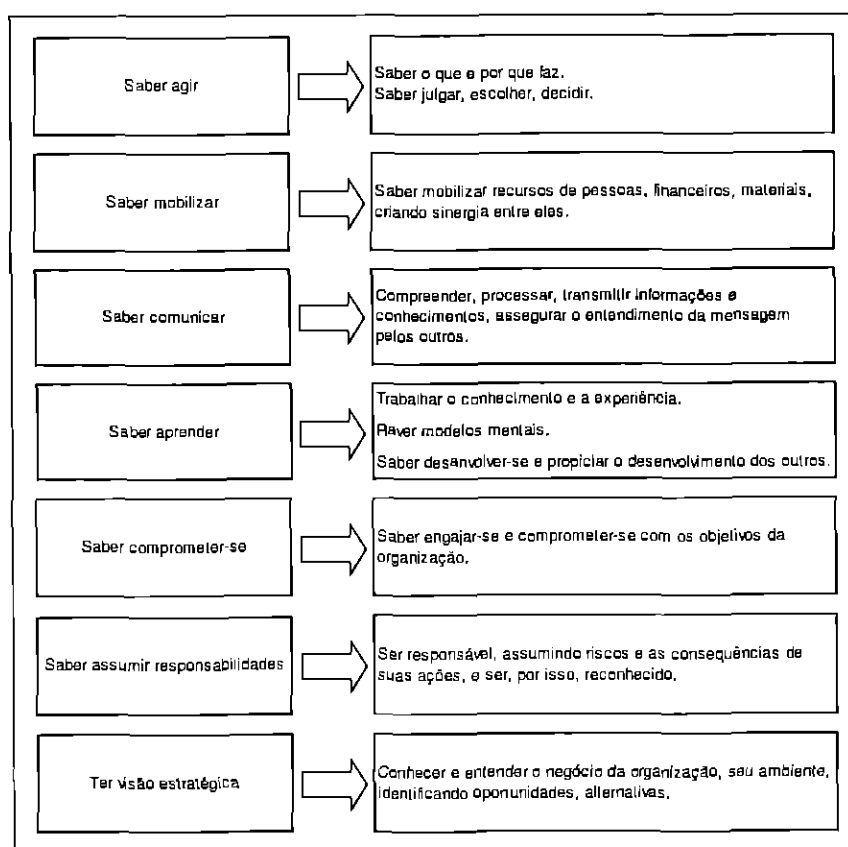 Saber agir
Saber o que e por que faz.
Saber julgar, escolher, decidir.
Saber mobilizar
Saber mobilizar recursos de pessoas, financeiros, materiais,
criando sinergia entre eles.
Saber comunicar
Compreender, processar, transmitir informações e
conhecimentos, assegurar o entendimento da mensagem
pelos outros.
Saber aprender
Trabalhar o conhecimento e a experiência.
Raver modelos mentais.
Saber desanvolver-se e propiciar o desenvolvimento dos outros.
Saber comprometer-se
Saber engajar-se e comprometer-se com os objetivos da
organização.
Saber assumir responsabilidades
Ser responsável, assumindo riscos e as consequências de
suas ações, e ser, por isso, reconhecido.
Ter visão estratégica
Conhecer e entender o negócio da organização, seu ambiente,
identificando oportunidades, alternativas.